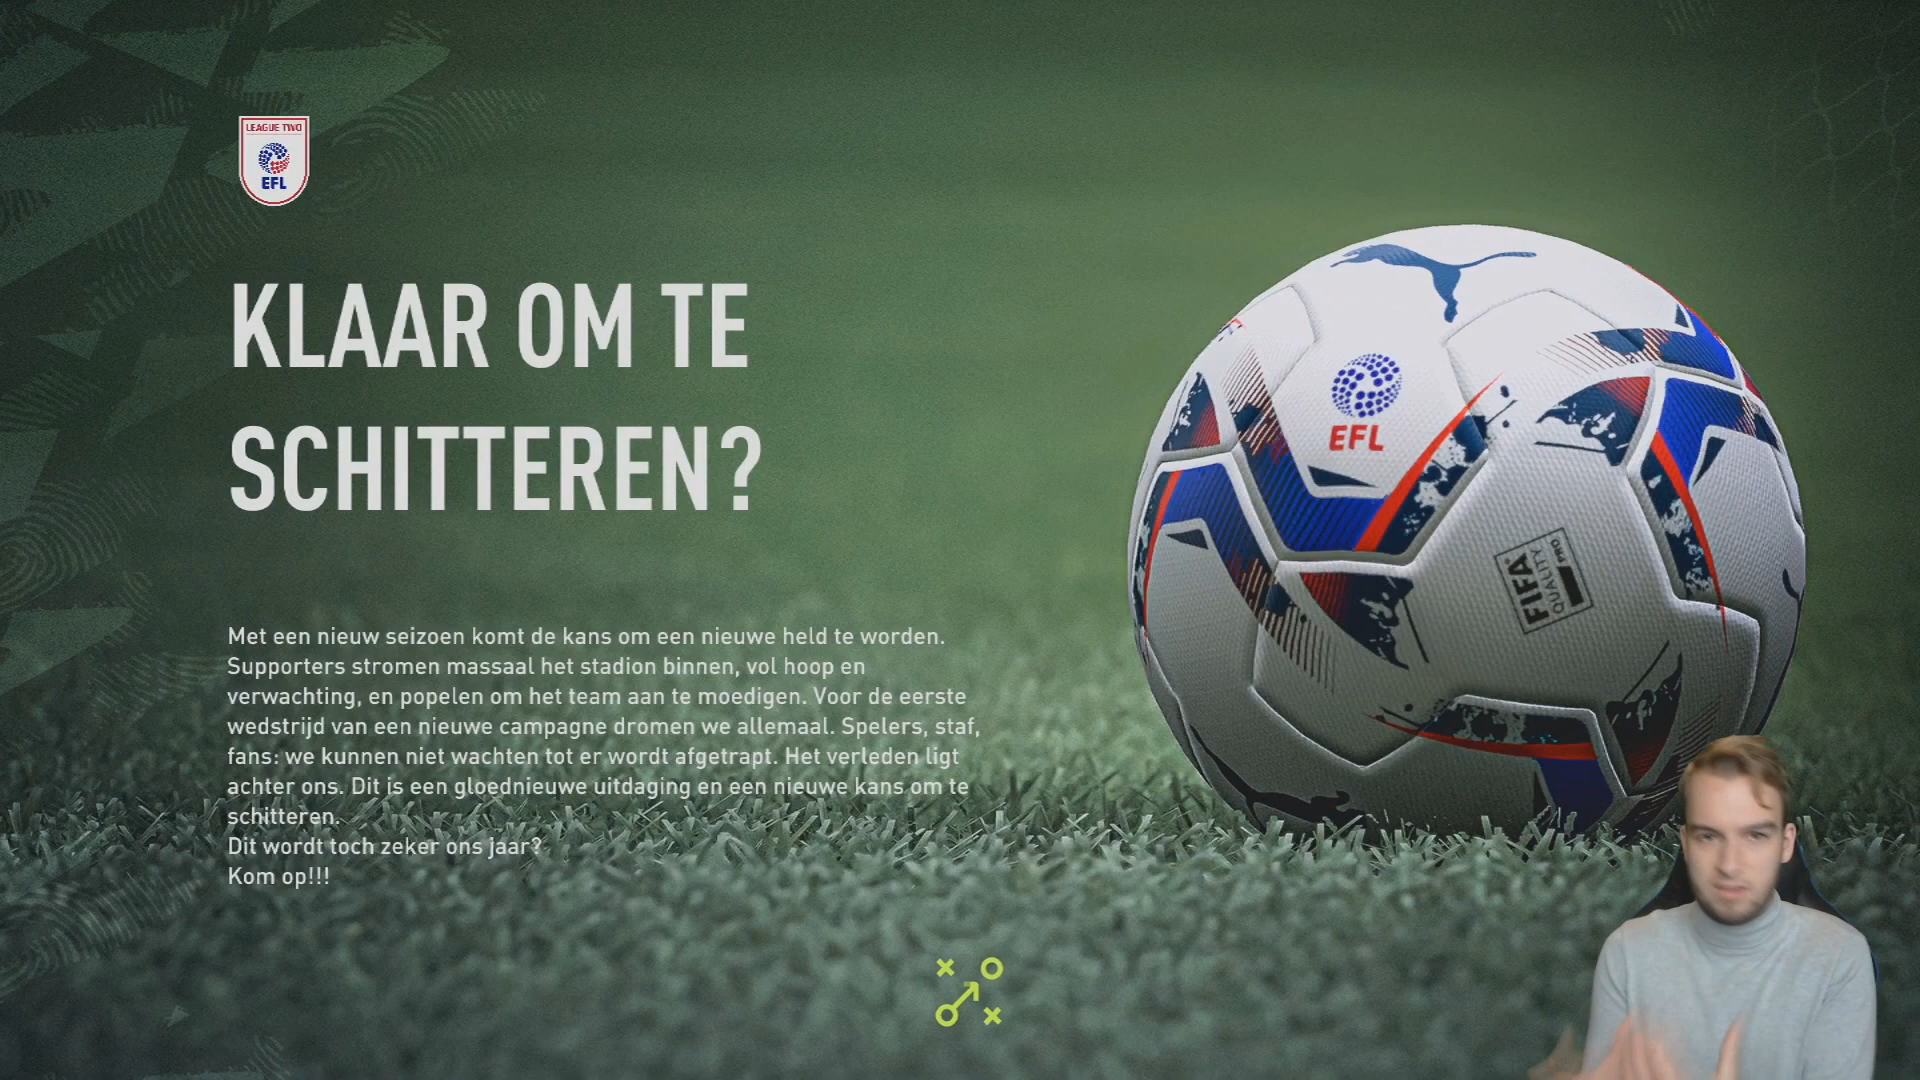 LEAGUE TWO
EFL
KLAAR OM TE
SCHITTEREN?
EFL
FIFA
QUALITY
PRO
Met een nieuw seizoen komt de kans om een nieuwe held te worden.
Supporters stromen massaal het stadion binnen, vol hoop en
verwachting, en popelen om het team aan te moedigen. Voor de eerste
wedstrijd van een nieuwe campagne dromen we allemaal. Spelers, staf,
fans: we kunnen niet wachten tot er wordt afgetrapt. Het verleden ligt
achter ons. Dit is een gloednieuwe uitdaging en een nieuwe kans om te
schitteren.
Dit wordt toch zeker ons jaar?
Kom op!!!